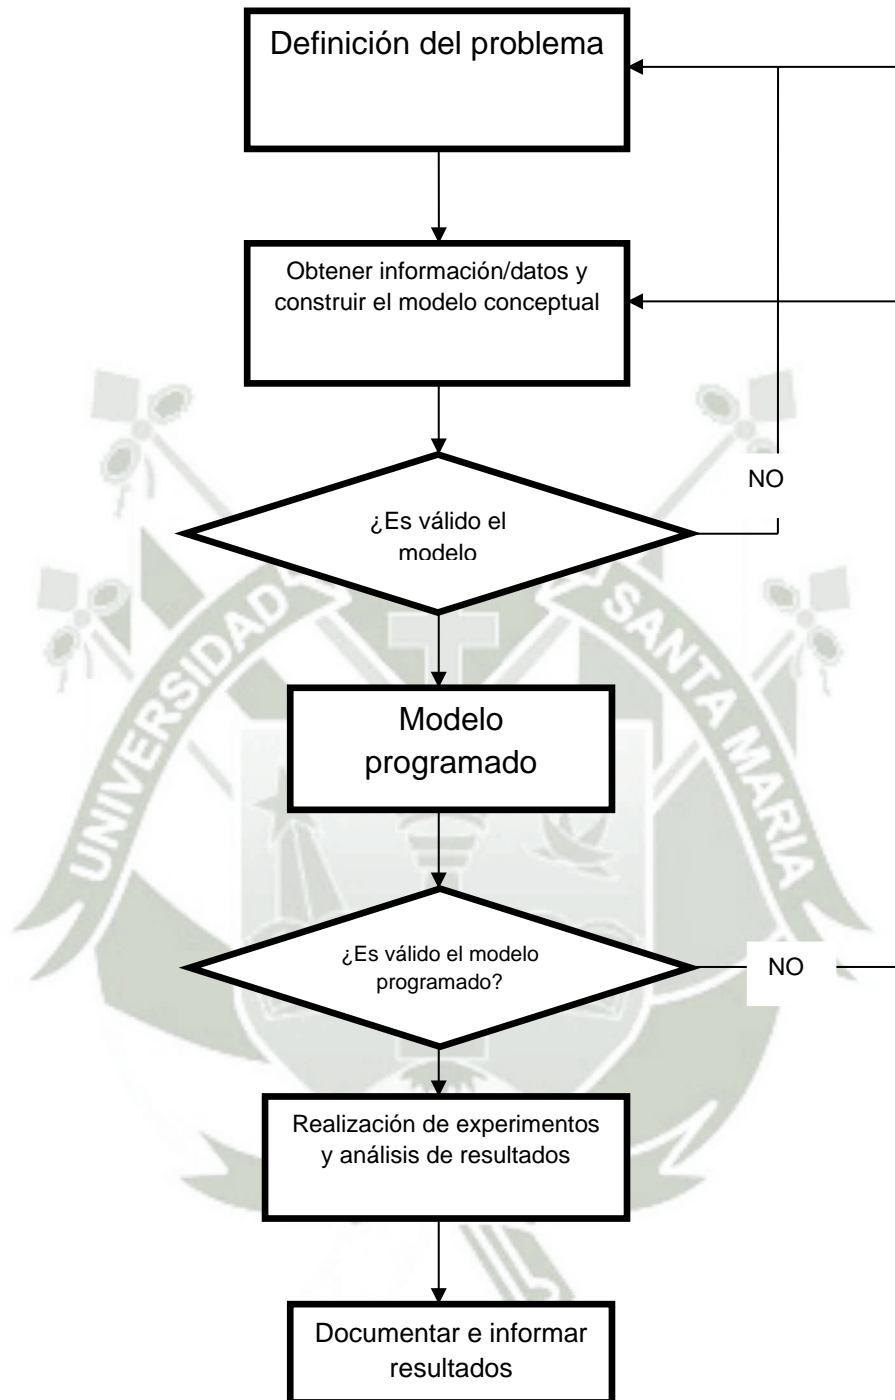 Definición del problema
Obtener información/datos y
construir el modelo conceptual
¿Es válido el
modelo
NO
UNIVERSIDAD
SANTA MARIA
Modelo
programado
¿Es válido el modelo
programado?
NO
Realización de experimentos
y análisis de resultados
Documentar e informar
resultados